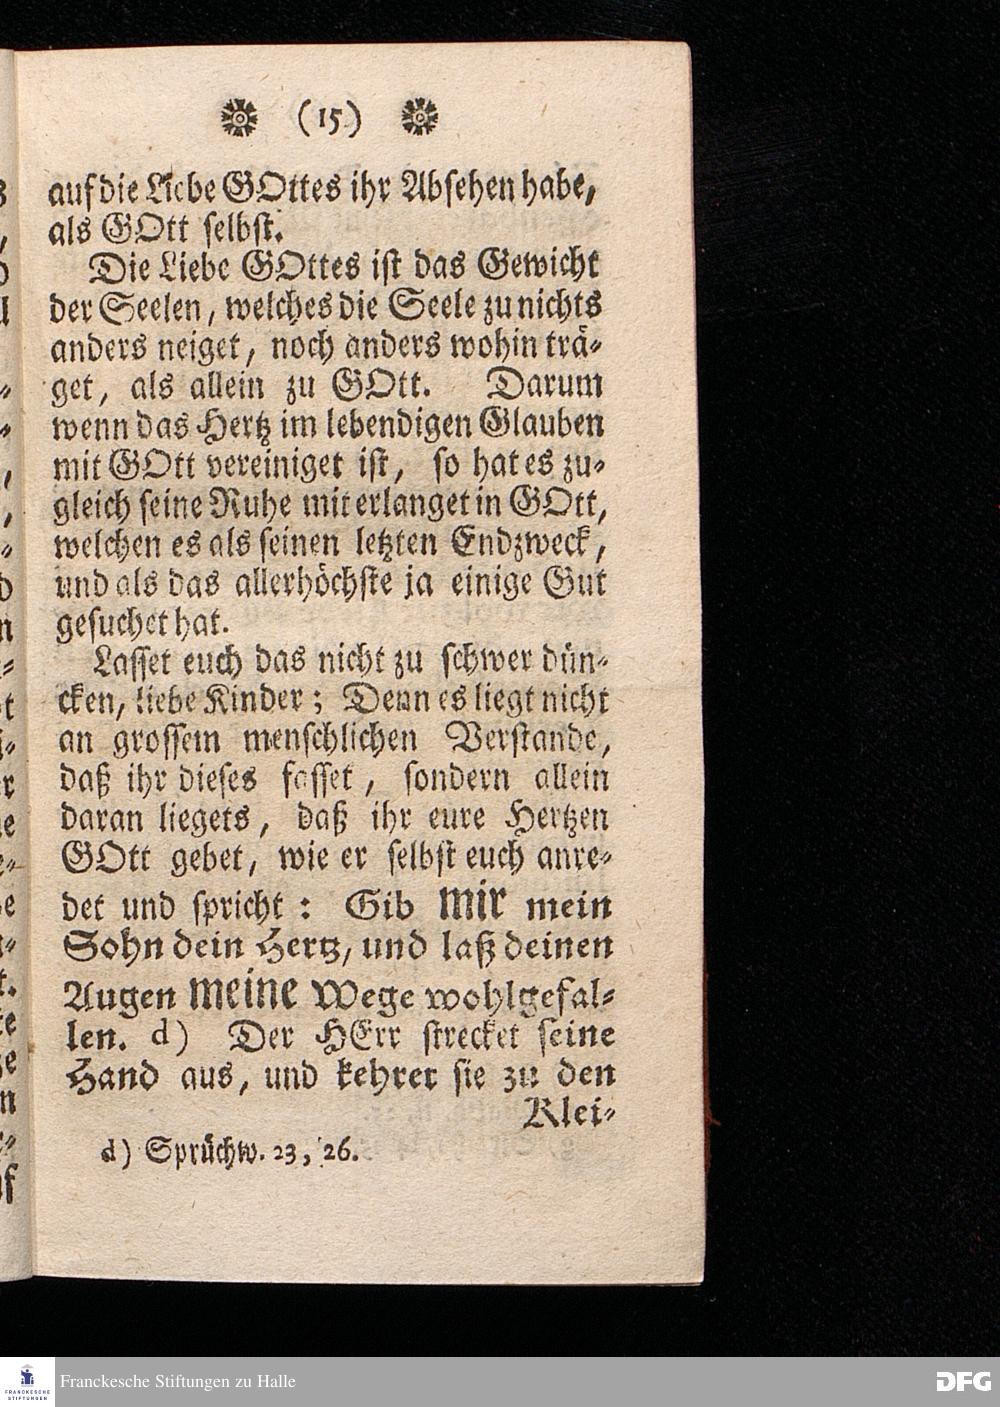 (15)
auf die Liebe GOttes ihr Absehen habe,
als GOtt selbst.
Die Liebe GOttes ist das Gewicht
der Seelen, welches die Seele zu nichts
anders neiget, noch anders wohin trä-
get, als allein zu GOtt. Darum
wenn das Hertz im lebendigen Glauben
mit GOtt vereiniget ist, so hat es zu-
gleich seine Ruhe mit erlanget in GOtt,
welchen es als seinen letzten Endzweck,
und als das allerhöchste ja einige Gut
gesuchet hat.
Lasset euch das nicht zu schwer dün-
cken, liebe Kinder; Denn es liegt nicht
an grossem menschlichen Verstande,
daß ihr dieses fasset, sondern allein
daran liegets, daß ihr eure Hertzen
GOtt gebet, wie er selbst euch anre-
det und spricht: Gib mir mein
Sohn dein Hertz, und laß deinen
Augen meine Wege wohlgefal-
len. d) Der HErr strecket seine
Hand aus, und kehrer sie zu den
Klei-
d) Sprüchw. 23, 26.
FRANCKESCHE
STIFTUNGEN
Franckesche Stiftungen zu Halle
DFG